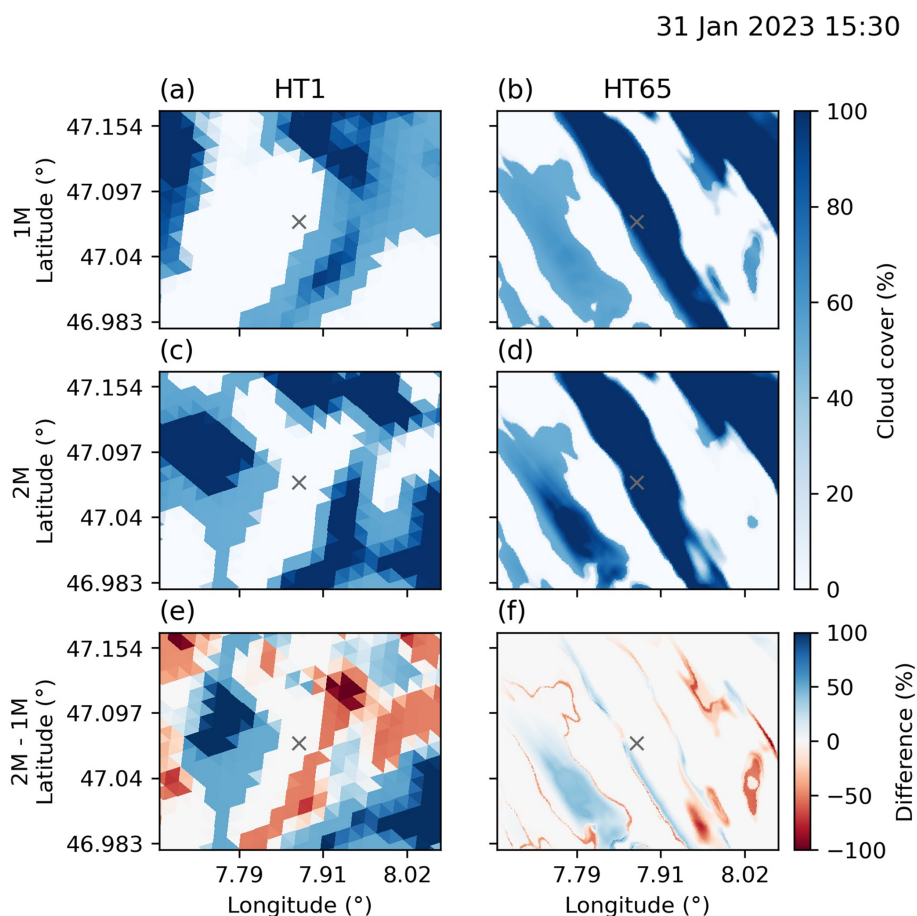 31 Jan 2023 15:30
(a) HT1
(b) HT65
47.154
47.097
47.04
46.983
1M
Latitude (°)
100
80
60
40
20
0
Cloud cover (%)
(c)
(d)
47.154
47.097
47.04
46.983
2M
Latitude (°)
(e)
(f)
47.154
47.097
47.04
46.983
2M - 1M
Latitude (°)
100
50
0
−50
−100
Difference (%)
7.79 7.91 8.02
7.79 7.91 8.02
Longitude (°)
Longitude (°)